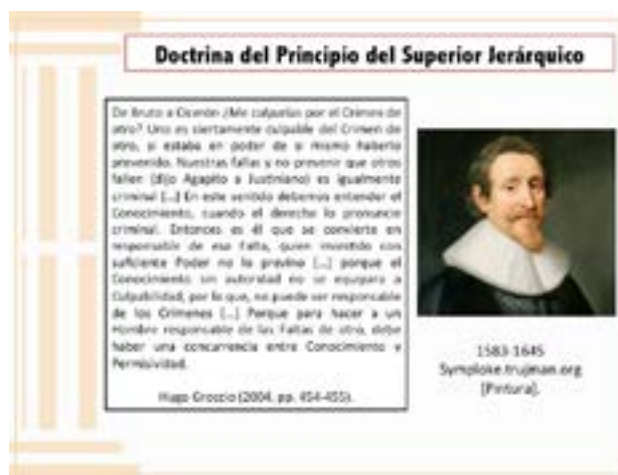 Doctrina del Principio del Superior Jerárquico
De Bruto a Cicerón ¿Me culpañas por el Crimen de
otro? Uno es ciertamente culpable del Crimen de
otro, si estaba en poder de si mismo haberlo
prevenido. Nuestras fallas y no prevenir que otros
fallen (dijo Agapito a Justiniano) es igualmente
criminal [...] En este sentido debemos entender el
Conocimiento, cuando el derecho lo pronuncie
criminal. Entonces es él que se convierte en
responsable de esa Falta, quien investido con
suficiente Poder no lo previno [...] porque el
Conocimiento sin autoridad no se equipara a
Culpabilidad, por lo que, no puede ser responsable
de los Crímenes [...] Porque para hacer a un
Hombre responsable de las Faltas de otro, debe
haber una concurrencia entre Conocimiento y
Permisividad.
Hugo Groccio (2004, pp. 454-455).
1583-1645
Symploke.trujman.org
[Pintura].